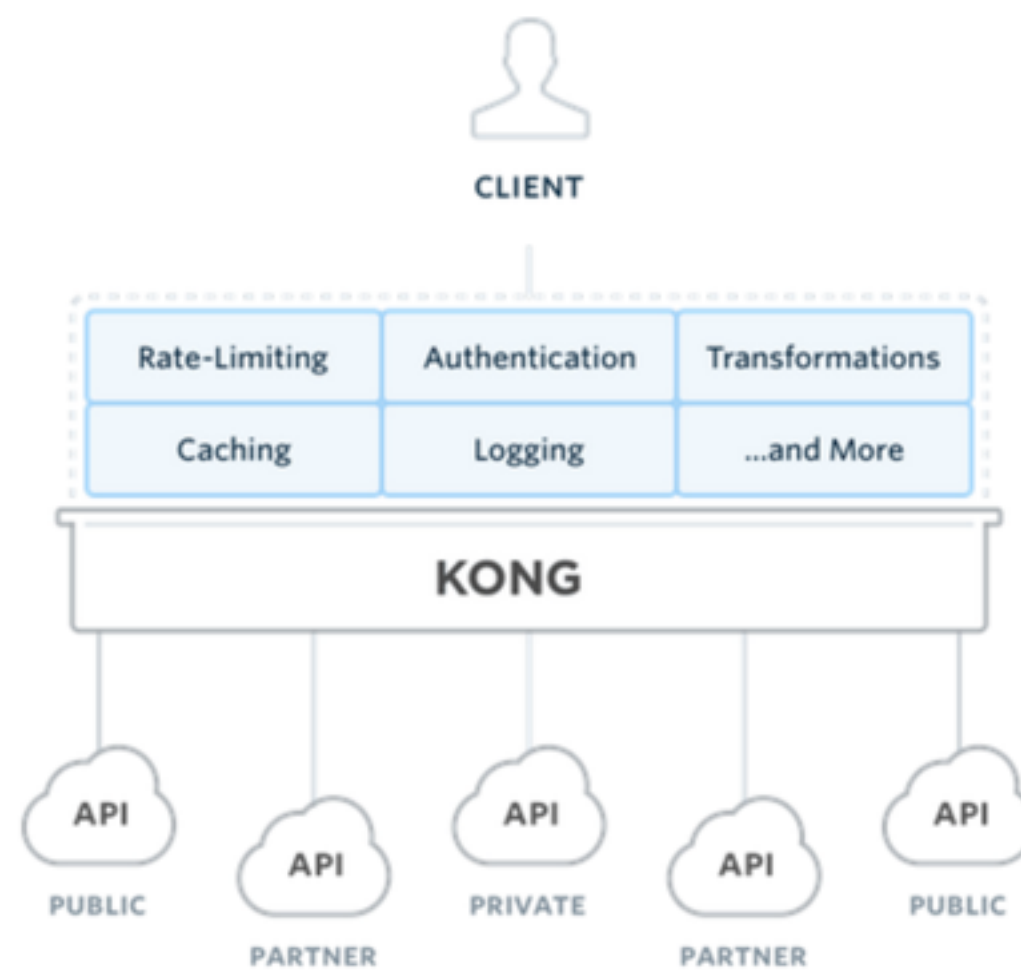 CLIENT
Rate-Limiting Authentication Transformations
Caching Logging ...and More
KONG
API API API
API API
PUBLIC PRIVATE PUBLIC
PARTNER PARTNER